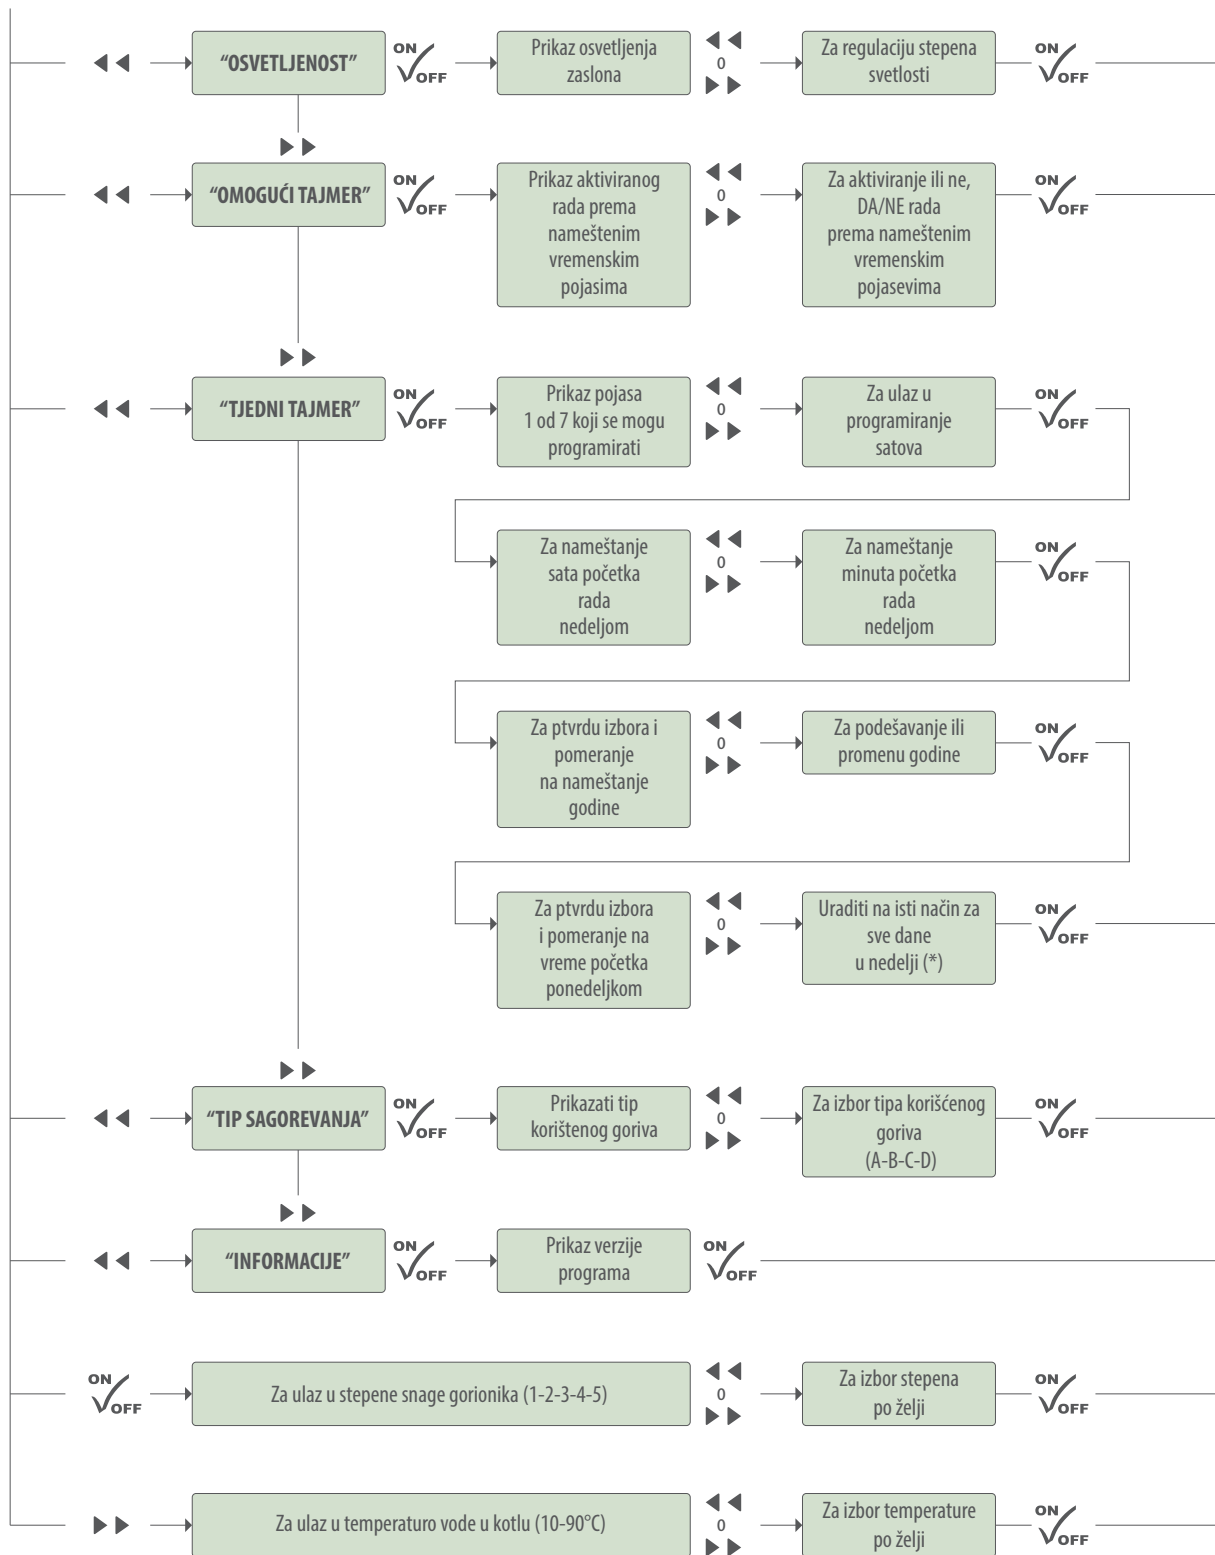 "OSVETLJENOST"
ON
OFF
Prikaz osvetljenja
zaslona
0
Za regulaciju stepena
svetlosti
ON
OFF
"OMOGUĆI TAJMER"
ON
OFF
Prikaz aktiviranog
rada prema
nameštenim
vremenskim
pojasima
0
Za aktiviranje ili ne,
DA/NE rada
prema nameštenim
vremenskim
pojasevima
ON
OFF
"TJEDNI TAJMER"
ON
OFF
Prikaz pojasa
1 od 7 koji se mogu
programirati
0
Za ulaz u
programiranje
satova
ON
OFF
Za nameštanje
sata početka
rada
nedeljom
0
Za nameštanje
minuta početka
rada
nedeljom
ON
OFF
Za ptvrdu izbora i
pomeranje
na nameštanje
godine
0
Za podešavanje ili
promenu godine
ON
OFF
Za ptvrdu izbora
i pomeranje na
vreme početka
ponedeljkom
0
Uraditi na isti način za
sve dane
u nedelji (*)
ON
OFF
"TIP SAGOREVANJA"
ON
OFF
Prikazati tip
korištenog goriva
0
Za izbor tipa korišćenog
goriva
(A-B-C-D)
ON
OFF
"INFORMACIJE"
ON
OFF
Prikaz verzije
programa
ON
OFF
ON
OFF
Za ulaz u stepene snage gorionika (1-2-3-4-5)
0
Za izbor stepena
po želji
ON
OFF
Za ulaz u temperaturo vode u kotlu (10-90°C)
0
Za izbor temperature
po želji
ON
OFF